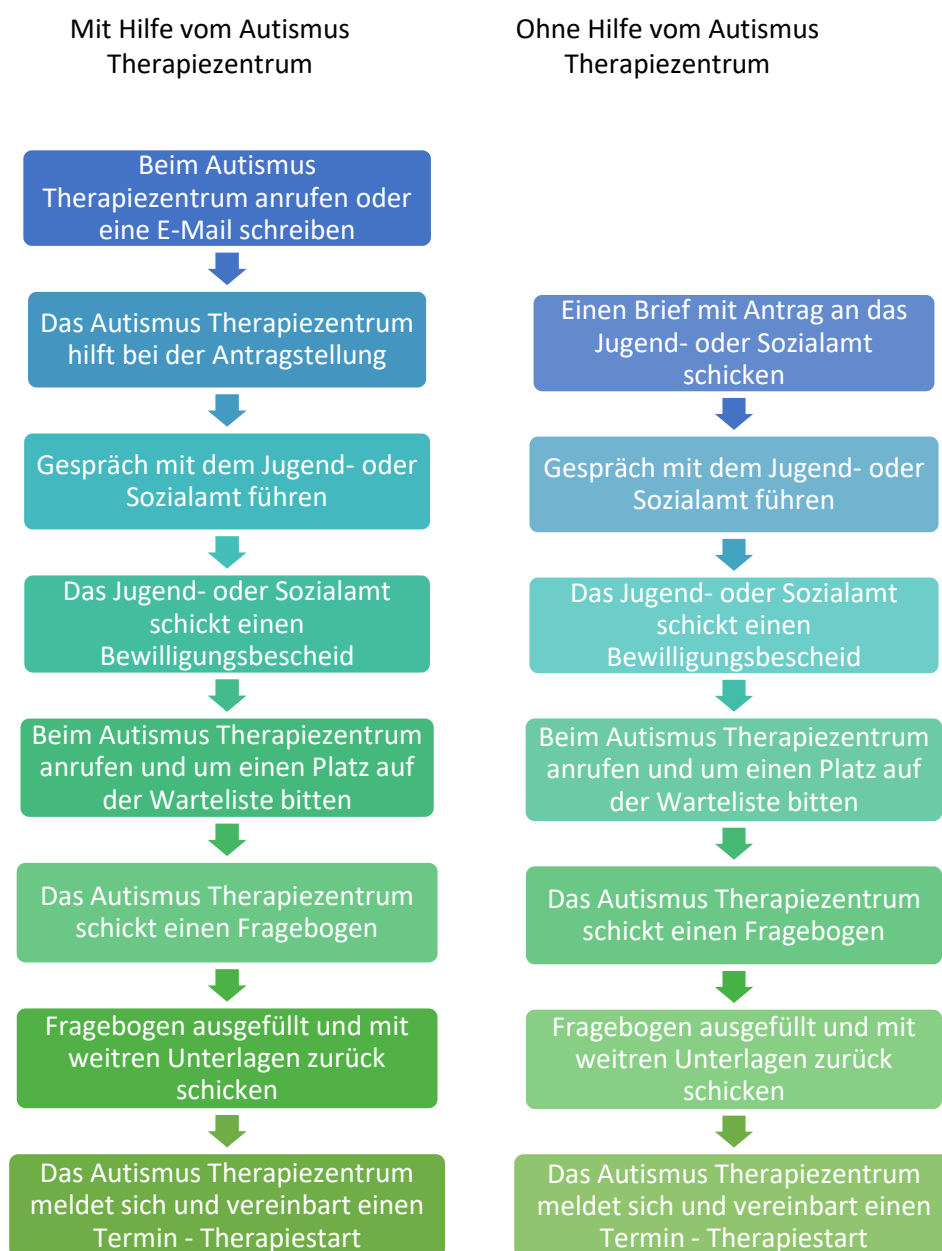 Mit Hilfe vom Autismus
Therapiezentrum
Beim Autismus
Therapiezentrum anrufen oder
eine E-Mail schreiben
Das Autismus Therapiezentrum
hilft bei der Antragstellung
Gespräch mit dem Jugend- oder
Sozialamt führen
Das Jugend- oder Sozialamt
schickt einen
Bewilligungsbescheid
Beim Autismus Therapiezentrum
anrufen und um einen Platz auf
der Warteliste bitten
Das Autismus Therapiezentrum
schickt einen Fragebogen
Fragebogen ausgefüllt und mit
weitren Unterlagen zurück
schicken
Das Autismus Therapiezentrum
meldet sich und vereinbart einen
Termin - Therapiestart
Ohne Hilfe vom Autismus
Therapiezentrum
Einen Brief mit Antrag an das
Jugend- oder Sozialamt
schicken
Gespräch mit dem Jugend- oder
Sozialamt führen
Das Jugend- oder Sozialamt
schickt einen
Bewilligungsbescheid
Beim Autismus Therapiezentrum
anrufen und um einen Platz auf
der Warteliste bitten
Das Autismus Therapiezentrum
schickt einen Fragebogen
Fragebogen ausgefüllt und mit
weitren Unterlagen zurück
schicken
Das Autismus Therapiezentrum
meldet sich und vereinbart einen
Termin - Therapiestart